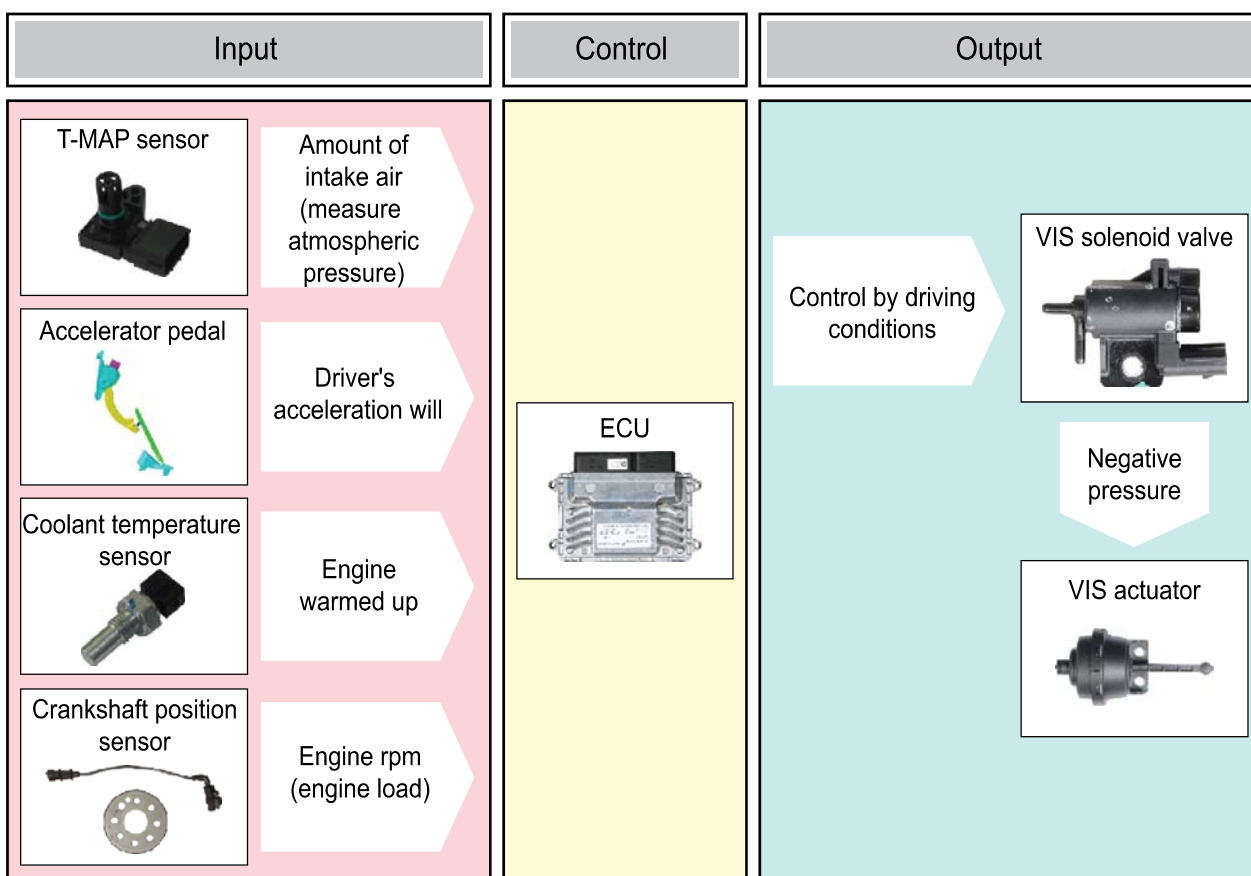 Input
Control
Output
T-MAP sensor
Amount of
intake air
(measure
atmospheric
pressure)
Accelerator pedal
Driver's
acceleration will
Coolant temperature
sensor
Engine
warmed up
Crankshaft position
sensor
Engine rpm
(engine load)
ECU
Control by driving
conditions
VIS solenoid valve
Negative
pressure
VIS actuator